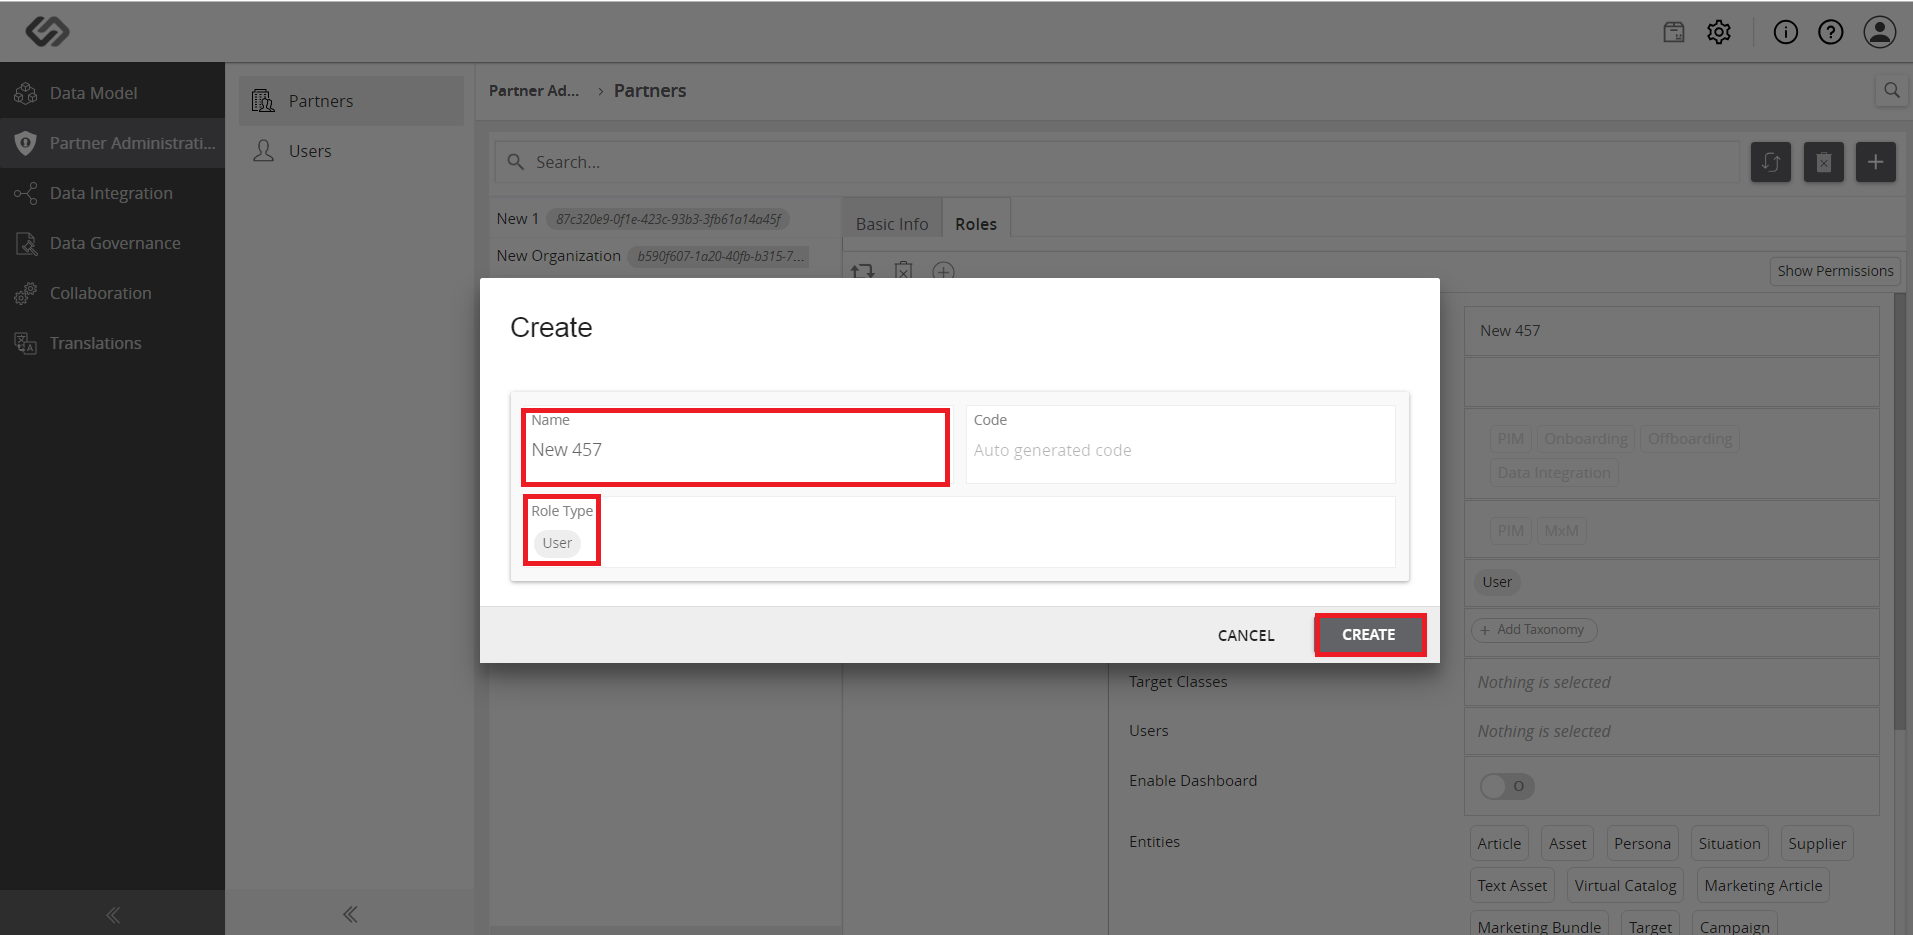 Data Model
Partner Administrati...
Data Integration
Data Governance
Collaboration
Translations
Partners
Users
Partner Ad... > Partners
Search...
New 1 87c320e9-0f1e-423c-93b3-3fb61a14a45f
New Organization b590f607-1a20-40fb-b315-7...
Basic Info Roles
Show Permissions
Create
Name
New 457
Code
Auto generated code
Role Type
User
CANCEL CREATE
New 457
PIM Onboarding Offboarding
Data Integration
PIM MxM
User
+ Add Taxonomy
Target Classes Nothing is selected
Users Nothing is selected
Enable Dashboard
Entities
Article Asset Persona Situation Supplier
Text Asset Virtual Catalog Marketing Article
Marketing Bundle Target Campaign